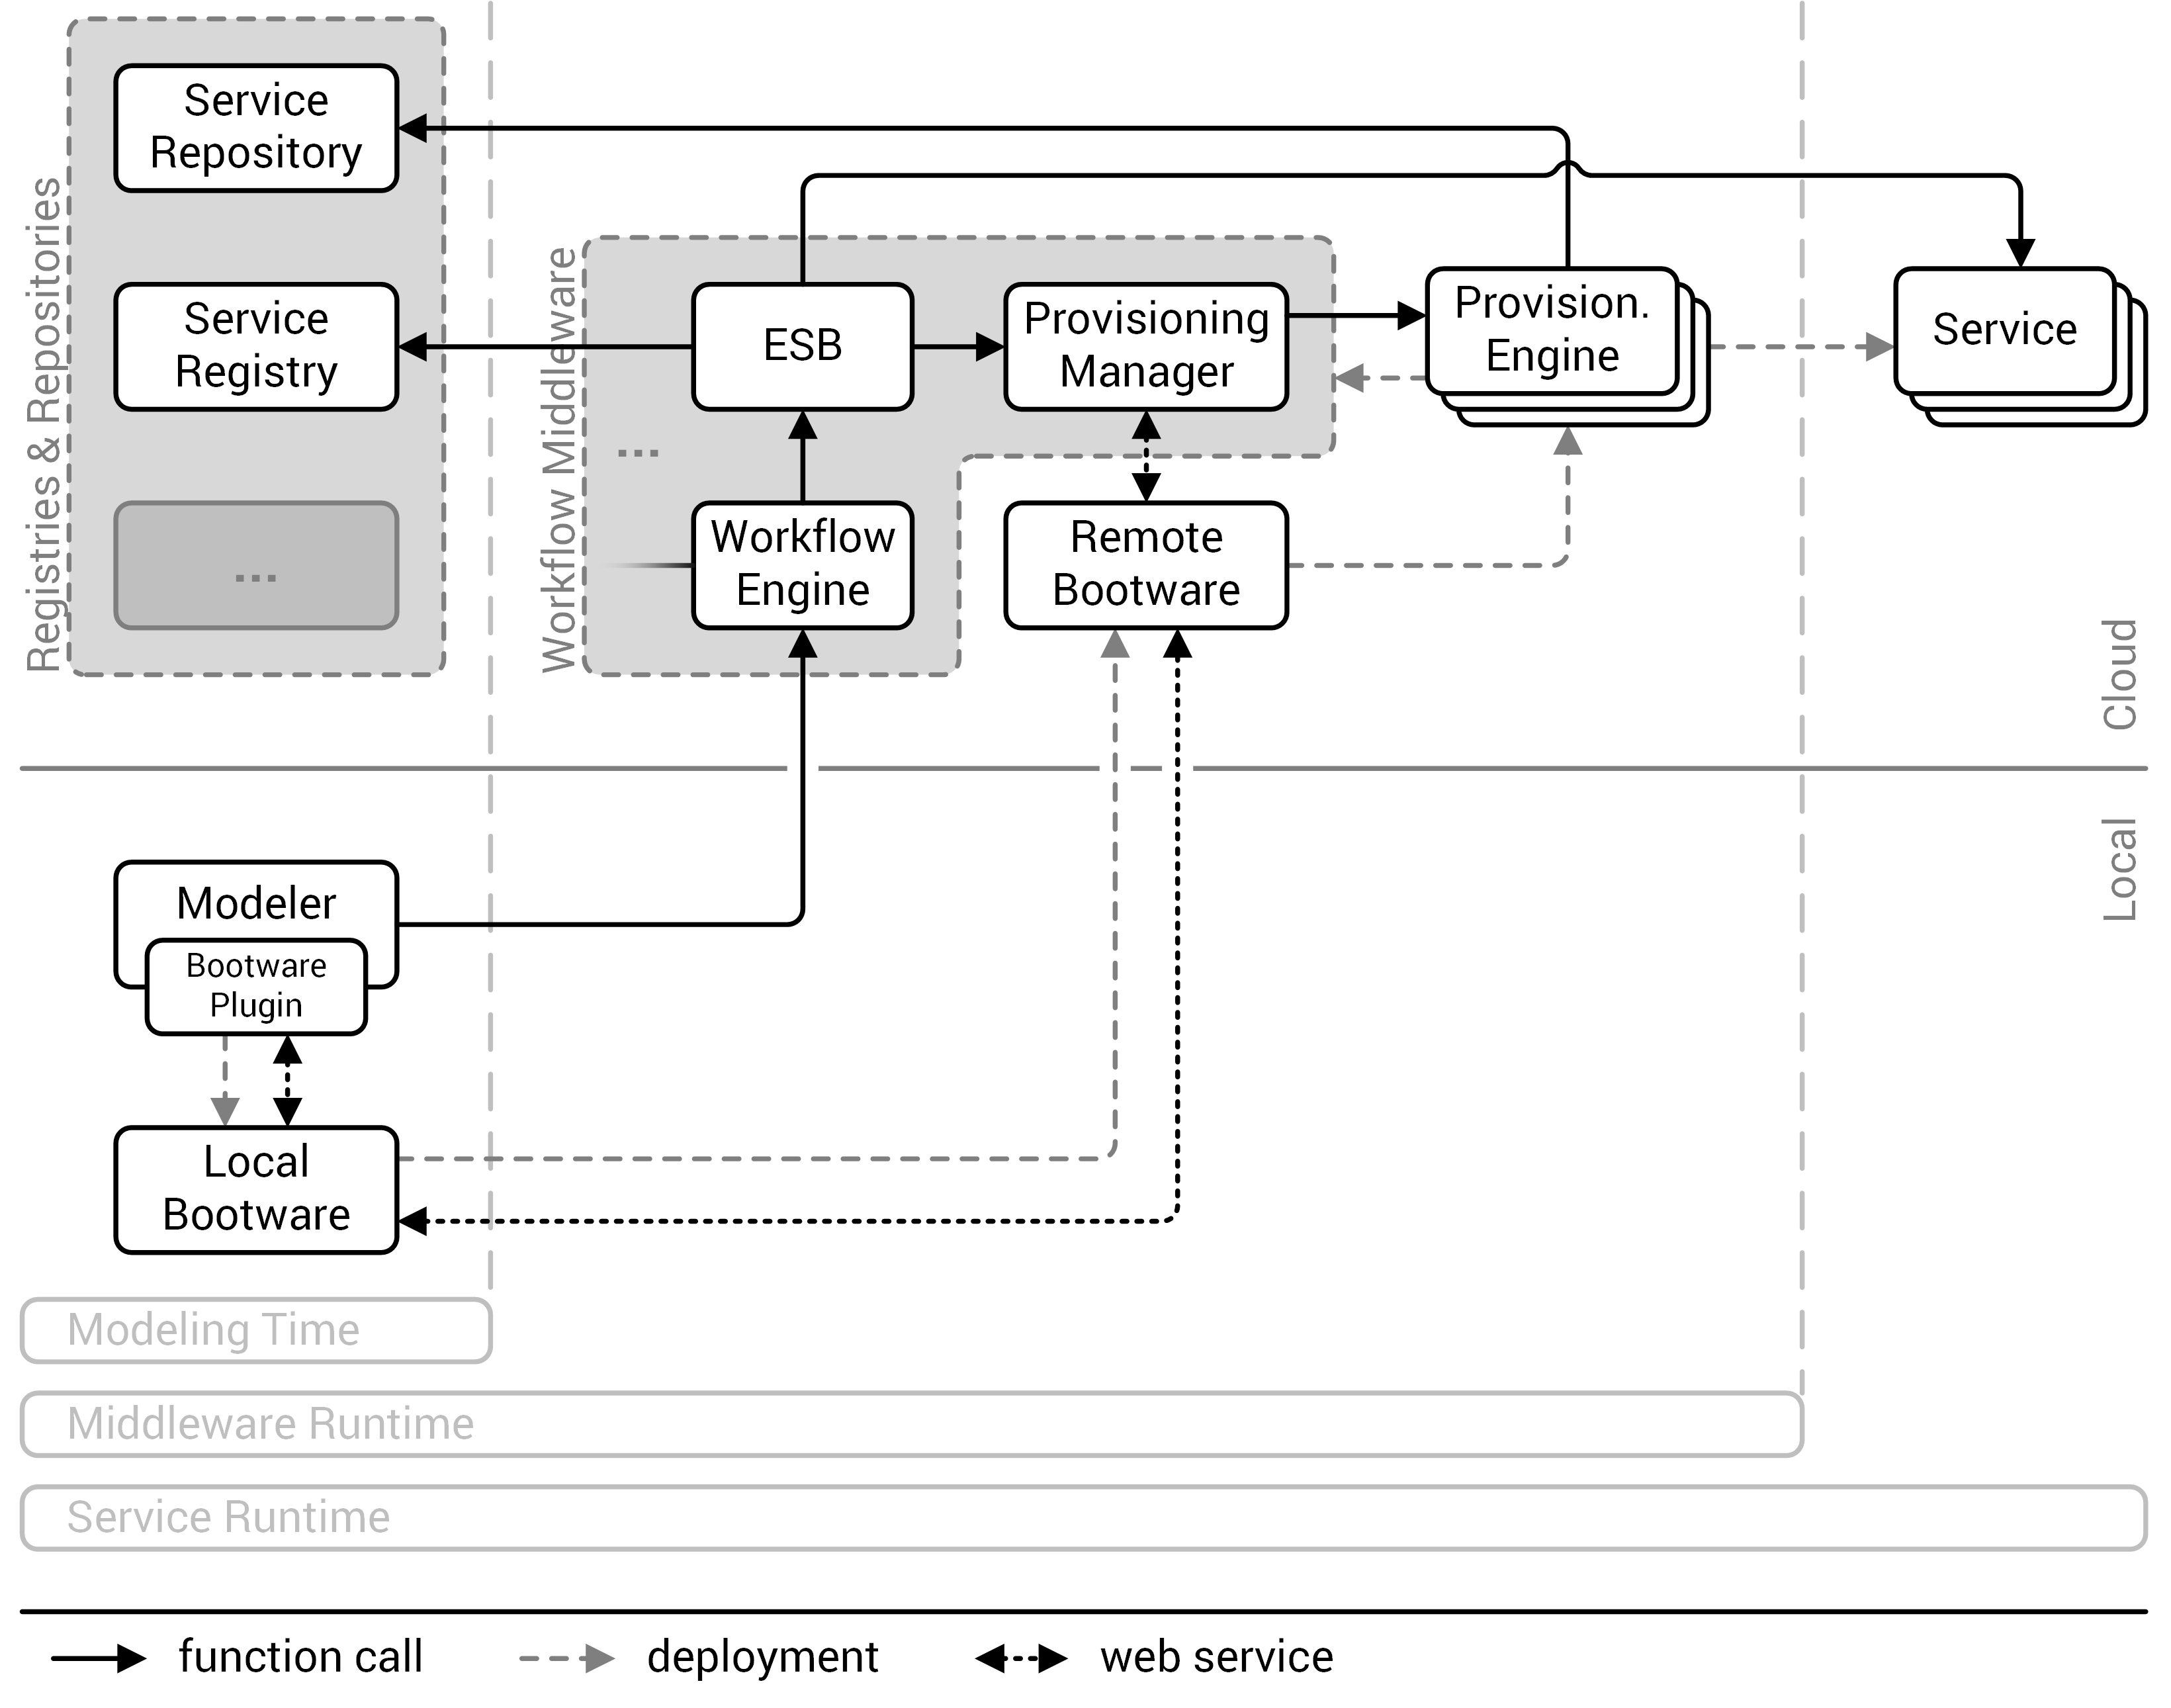 Registries & Repositories
Service
Repository
Service
Registry
...
Workflow Middleware
ESB
Provisioning
Manager
Provision.
Engine
Service
...
Workflow
Engine
Remote
Bootware
Cloud
Local
Modeler
Bootware
Plugin
Local
Bootware
Modeling Time
Middleware Runtime
Service Runtime
function call
deployment
web service